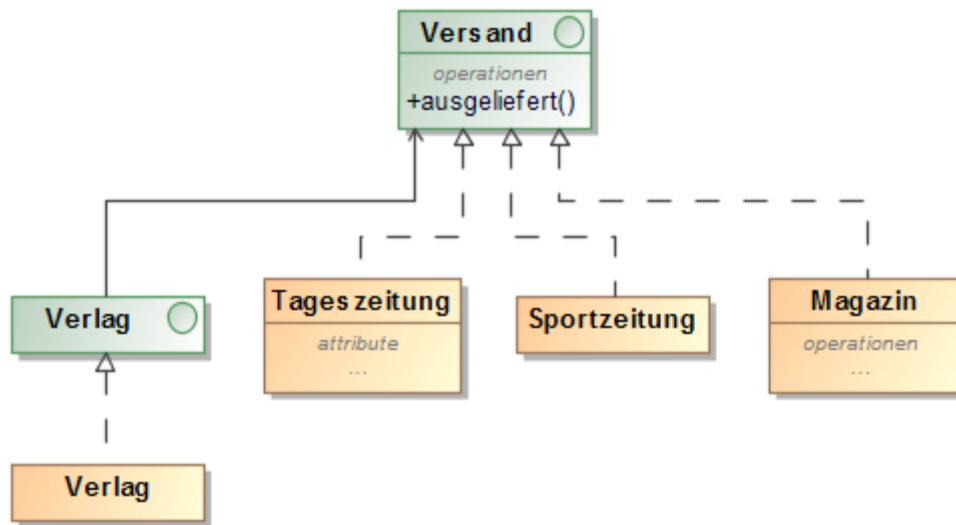 Versand
operationen
+ausgeliefert()
Verlag
Tageszeitung
attribute
...
Sportzeitung
Magazin
operationen
...
Verlag